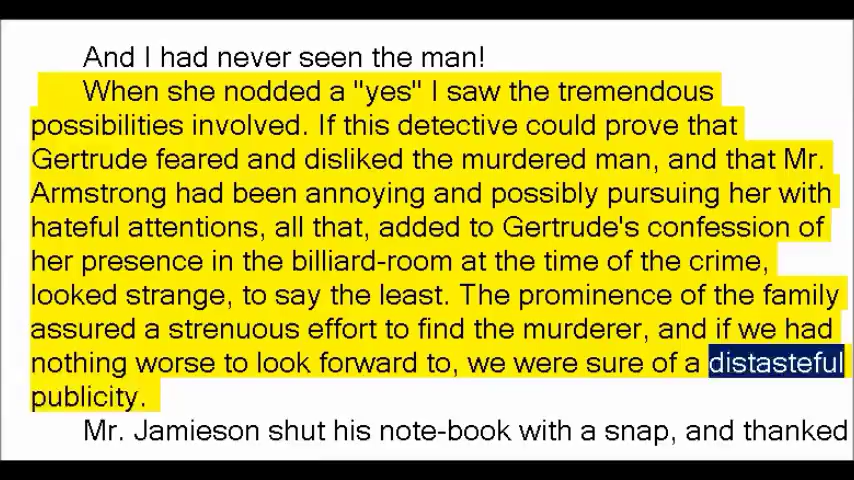 And I had never seen the man!
When she nodded a "yes" I saw the tremendous
possibilities involved. If this detective could prove that
Gertrude feared and disliked the murdered man, and that Mr.
Armstrong had been annoying and possibly pursuing her with
hateful attentions, all that, added to Gertrude's confession of
her presence in the billiard-room at the time of the crime,
looked strange, to say the least. The prominence of the family
assured a strenuous effort to find the murderer, and if we had
nothing worse to look forward to, we were sure of a distasteful
publicity.
Mr. Jamieson shut his note-book with a snap, and thanked